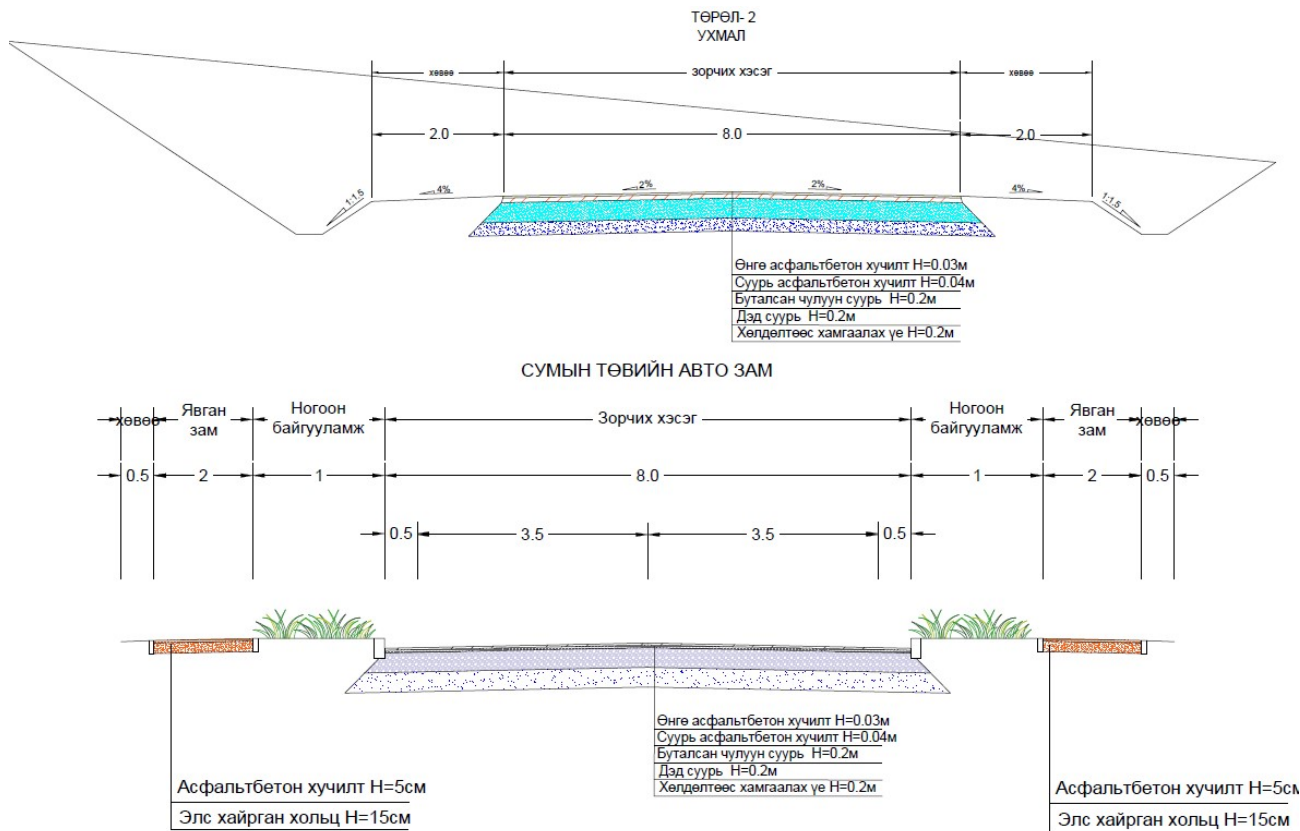 ТӨРӨЛ- 2
УХМАЛ
хөвөө зорчих хэсэг хөвөө
2.0 8.0 2.0
1:1.5 4% 2% 2% 4% 1:1.5
Өнгө асфальтбетон хучилт H=0.03м
Суурь асфальтбетон хучилт H=0.04м
Буталсан чулуун суурь H=0.2м
Дэд суурь H=0.2м
Хөлдөлтөөс хамгаалах үе H=0.2м
СУМЫН ТӨВИЙН АВТО ЗАМ
хөвөө Явган зам Ногоон байгууламж Зорчих хэсэг Ногоон байгууламж Явган зам хөвөө
0.5 2 1 8.0 1 2 0.5
0.5 3.5 3.5 0.5
Өнгө асфальтбетон хучилт H=0.03м
Суурь асфальтбетон хучилт H=0.04м
Буталсан чулуун суурь H=0.2м
Дэд суурь H=0.2м
Хөлдөлтөөс хамгаалах үе H=0.2м
Асфальтбетон хучилт H=5см
Элс хайрган хольц H=15см
Асфальтбетон хучилт H=5см
Элс хайрган хольц H=15см